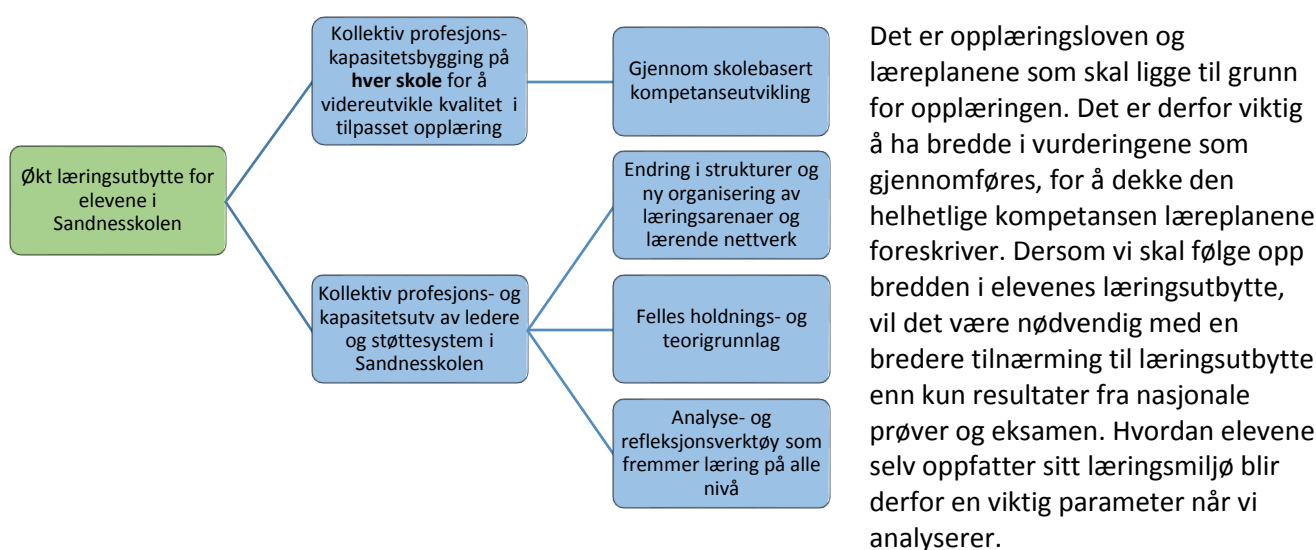 Økt læringsutbytte for
elevene i
Sandnesskolen
Kollektiv profesjons-
kapasitetsbygging på
hver skole for å
videreutvikle kvalitet i
tilpasset opplæring
Gjennom skolebasert
kompetanseutvikling
Kollektiv profesjons- og
kapasitetsutv av ledere
og støttesystem i
Sandnesskolen
Endring i strukturer og
ny organisering av
læringsarenaer og
lærende nettverk
Felles holdnings- og
teorigrunnlag
Analyse- og
refleksjonsverktøy som
fremmer læring på alle
nivå
Det er opplæringsloven og
læreplanene som skal ligge til grunn
for opplæringen. Det er derfor viktig
å ha bredde i vurderingene som
gjennomføres, for å dekke den
helhetlige kompetansen læreplanene
foreskriver. Dersom vi skal følge opp
bredden i elevenes læringsutbytte,
vil det være nødvendig med en
bredere tilnærming til læringsutbytte
enn kun resultater fra nasjonale
prøver og eksamen. Hvordan elevene
selv oppfatter sitt læringsmiljø blir
derfor en viktig parameter når vi
analyserer.